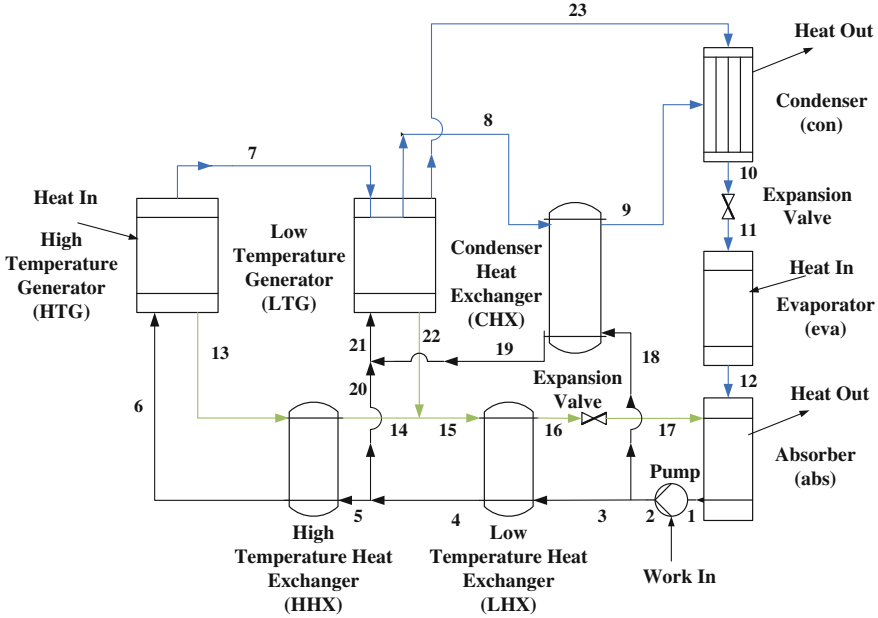 23
Heat Out
Condenser
(con)
8
7
10
Heat In
Expansion
Valve
9
11
High
Temperature
Generator
(HTG)
Low
Temperature
Generator
(LTG)
Condenser
Heat
Exchanger
(CHX)
Heat In
Evaporator
(eva)
21
22
19
18
13
12
20
Expansion
Valve
6
Heat Out
14
15
16
17
Absorber
(abs)
Pump
5
4
3
2
1
High
Temperature Heat
Exchanger
(HHX)
Low
Temperature Heat
Exchanger
(LHX)
Work In